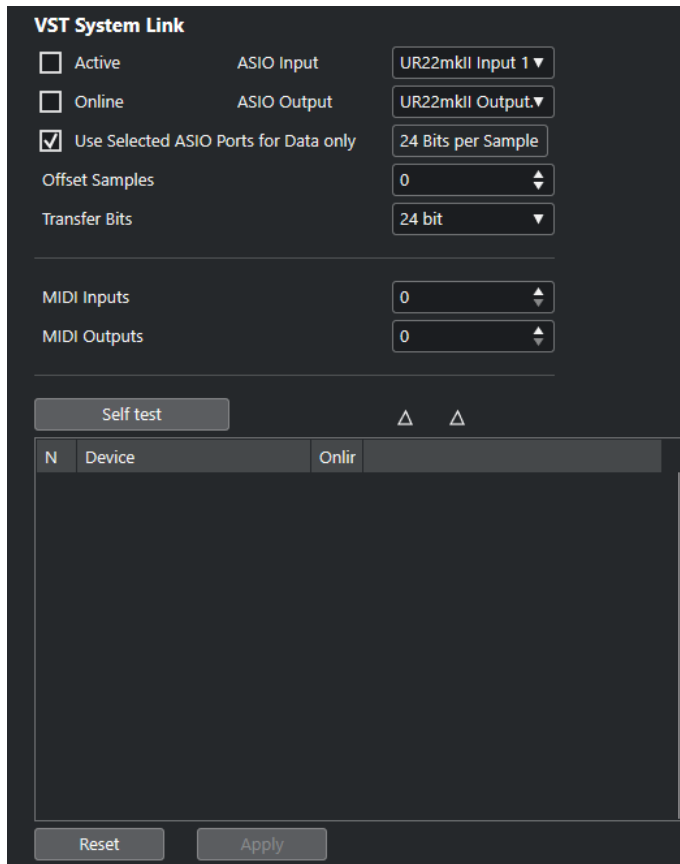 VST System Link
Active ASIO Input UR22mkII Input 1
Online ASIO Output UR22mkII Output.
Use Selected ASIO Ports for Data only 24 Bits per Sample
Offset Samples 0
Transfer Bits 24 bit
MIDI Inputs 0
MIDI Outputs 0
Self test
N Device Onlir
Reset Apply